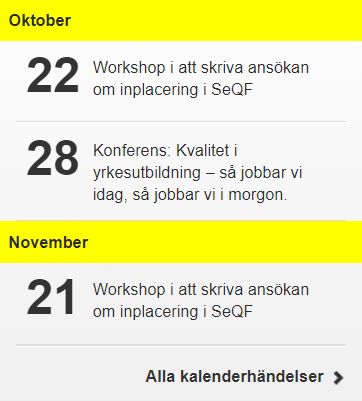 Oktober
22
Workshop i att skriva ansökan
om inplacering i SeQF
28
Konferens: Kvalitet i
yrkesutbildning – så jobbar vi
idag, så jobbar vi i morgon.
November
21
Workshop i att skriva ansökan
om inplacering i SeQF
Alla kalenderhändelser